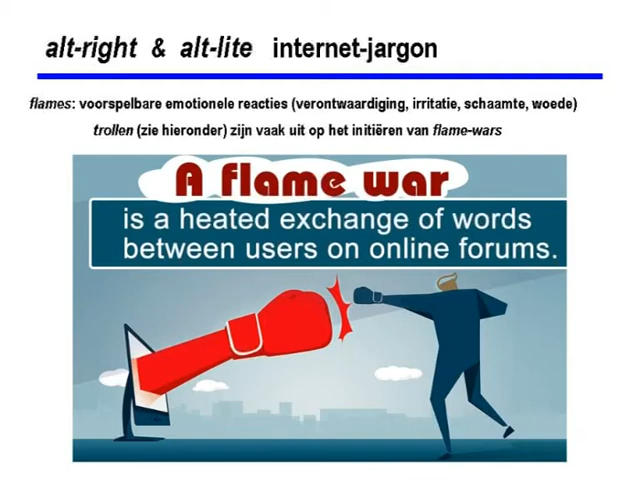 alt-right & alt-lite internet-jargon
flames: voorspelbare emotionele reacties (verontwaardiging, irritatie, schaamte, woede)
trollen (zie hieronder) zijn vaak uit op het initiëren van flame-wars
A flame war
is a heated exchange of words
between users on online forums.